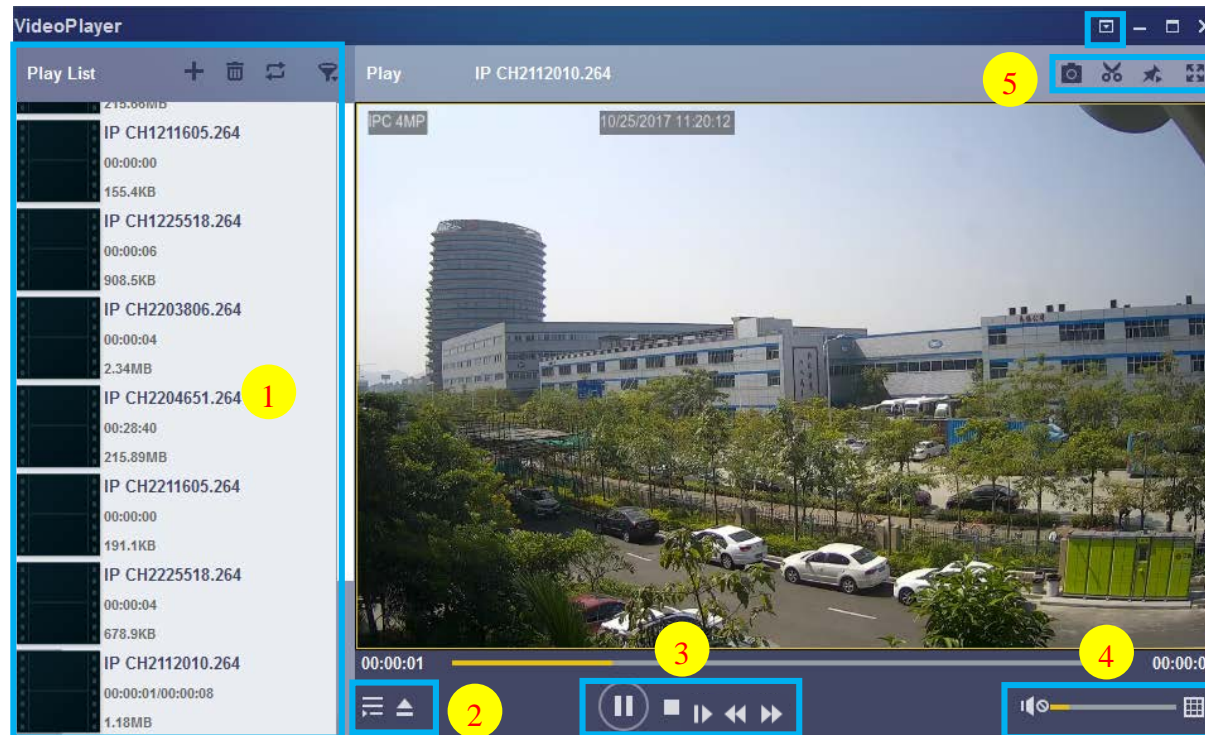 VideoPlayer
Play List
Play IP CH2112010.264
5
215.66MB
IP CH1211605.264
00:00:00
155.4KB
IP CH1225518.264
00:00:06
908.5KB
IP CH2203806.264
00:00:04
2.34MB
IP CH2204651.264
00:28:40
215.89MB
1
IP CH2211605.264
00:00:00
191.1KB
IP CH2225518.264
00:00:04
678.9KB
IP CH2112010.264
00:00:01/00:00:08
1.18MB
IPC 4MP 10/25/2017 11:20:12
00:00:01
00:00:0
2
3
4